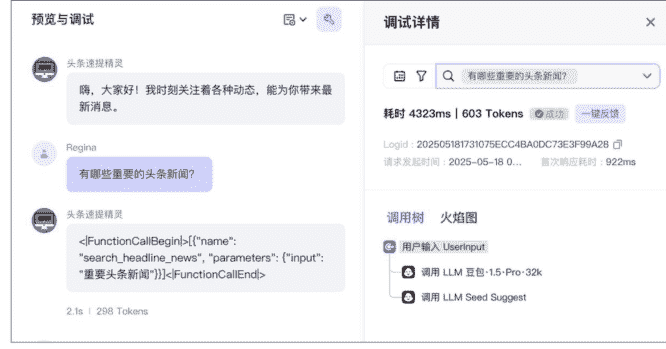 预览与调试
头条速提精灵
嗨，大家好！我时刻关注着各种动态，能为你带来最
新消息。
Regina
有哪些重要的头条新闻？
头条速提精灵
<|FunctionCallBegin|>[{"name":
"search_headline_news", "parameters": {"input":
"重要头条新闻"}}]<|FunctionCallEnd|>
2.1s | 298 Tokens
调试详情
有哪些重要的头条新闻？
耗时 4323ms | 603 Tokens 成功 一键反馈
Logid: 202505181731075ECC4BA0DC73E3F99A28
请求发起时间：2025-05-18 0... 首次响应耗时：922ms
调用树 火焰图
用户输入 UserInput
调用 LLM 豆包·1.5·Pro·32k
调用 LLM Seed Suggest